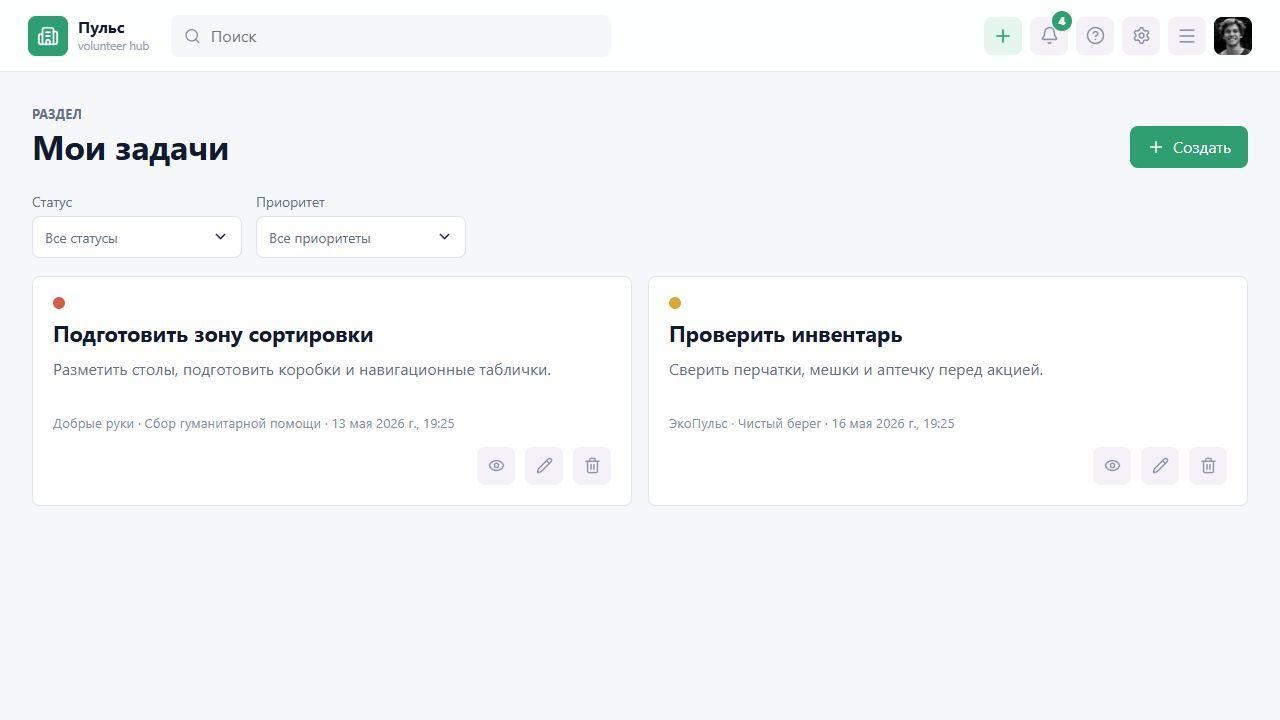 Пульс
volunteer hub
Поиск
4
РАЗДЕЛ
Мои задачи
Создать
Статус
Приоритет
Все статусы
Все приоритеты
Подготовить зону сортировки
Разметить столы, подготовить коробки и навигационные таблички.
Добрые руки · Сбор гуманитарной помощи · 13 мая 2026 г., 19:25
Проверить инвентарь
Сверить перчатки, мешки и аптечку перед акцией.
ЭкоПульс · Чистый берег · 16 мая 2026 г., 19:25